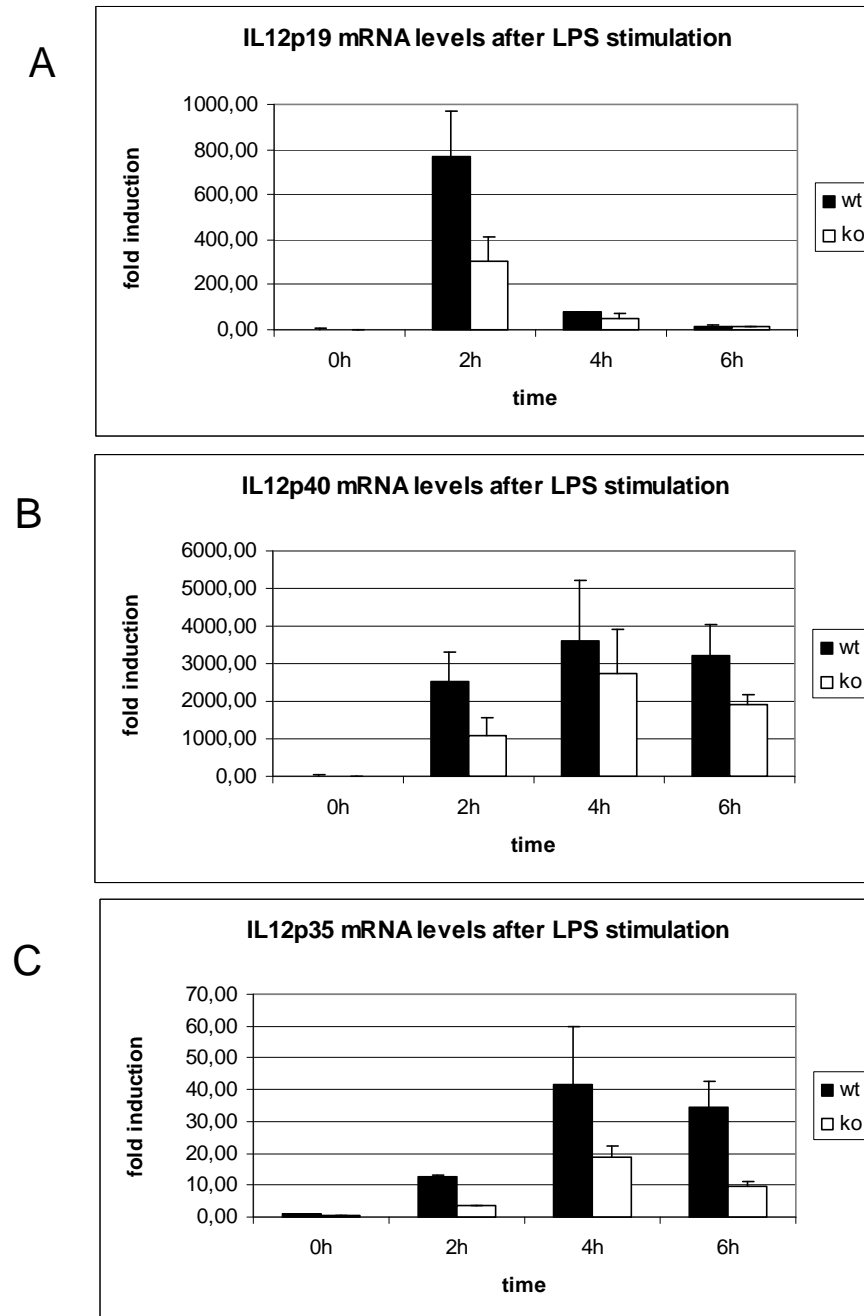 A
IL12p19 mRNA levels after LPS stimulation
fold induction
1000,00
800,00
600,00
400,00
200,00
0,00
0h 2h 4h 6h
time
wt
ko
B
IL12p40 mRNA levels after LPS stimulation
fold induction
6000,00
5000,00
4000,00
3000,00
2000,00
1000,00
0,00
0h 2h 4h 6h
time
wt
ko
C
IL12p35 mRNA levels after LPS stimulation
fold induction
70,00
60,00
50,00
40,00
30,00
20,00
10,00
0,00
0h 2h 4h 6h
time
wt
ko